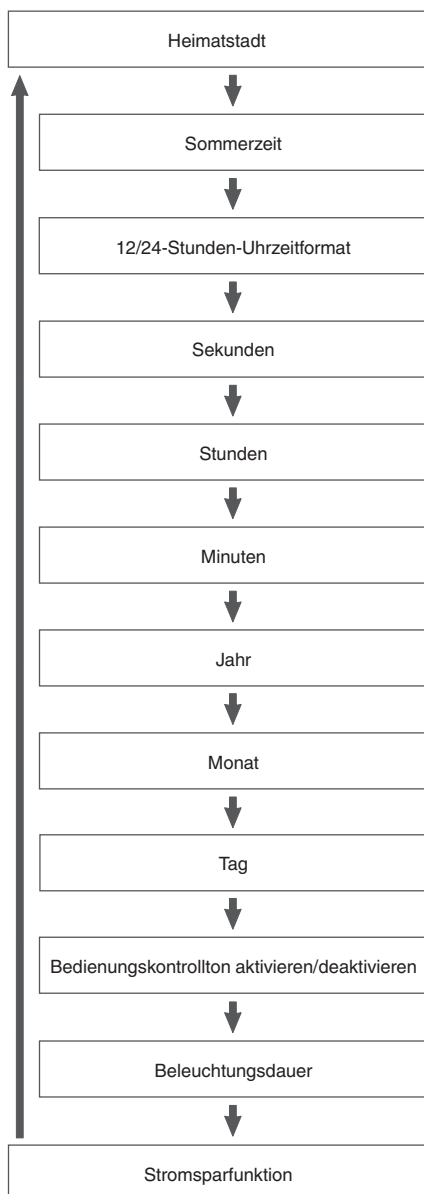 Heimatstadt
Sommerzeit
12/24-Stunden-Uhrzeitformat
Sekunden
Stunden
Minuten
Jahr
Monat
Tag
Bedienungskontrollton aktivieren/deaktivieren
Beleuchtungsdauer
Stromsparfunktion